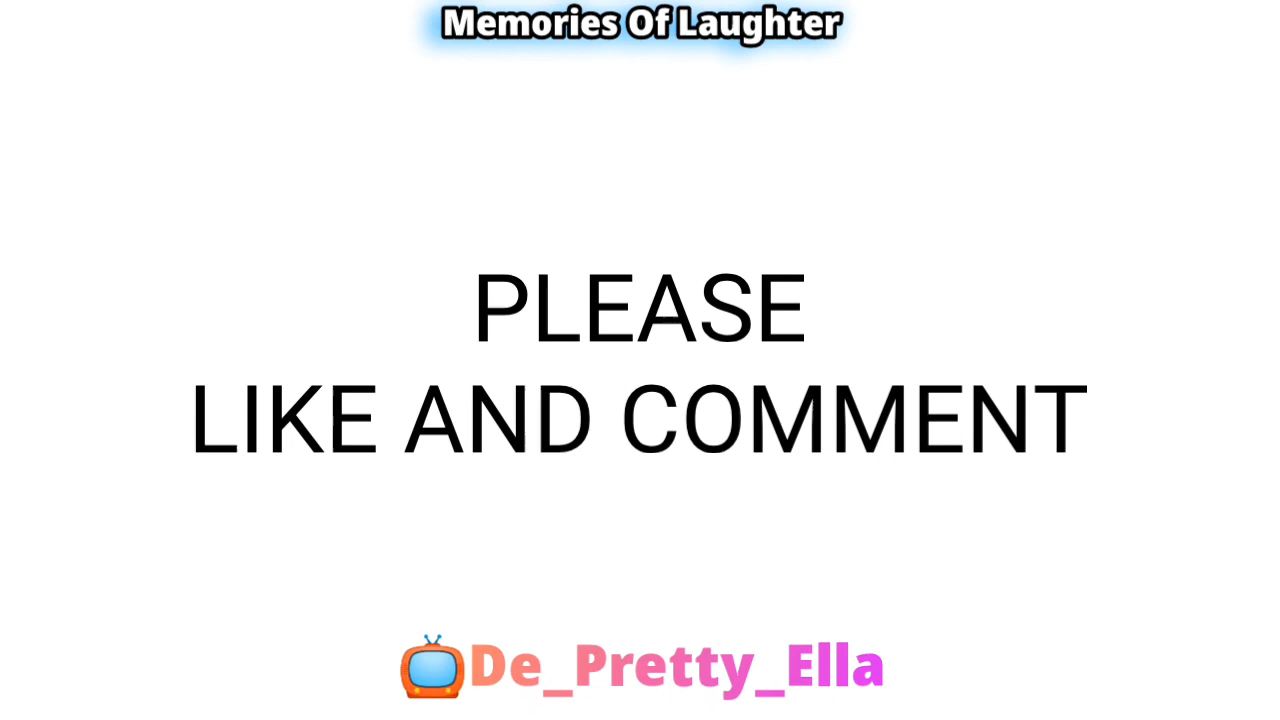 Memories Of Laughter
PLEASE
LIKE AND COMMENT
📺De_Pretty_Ella